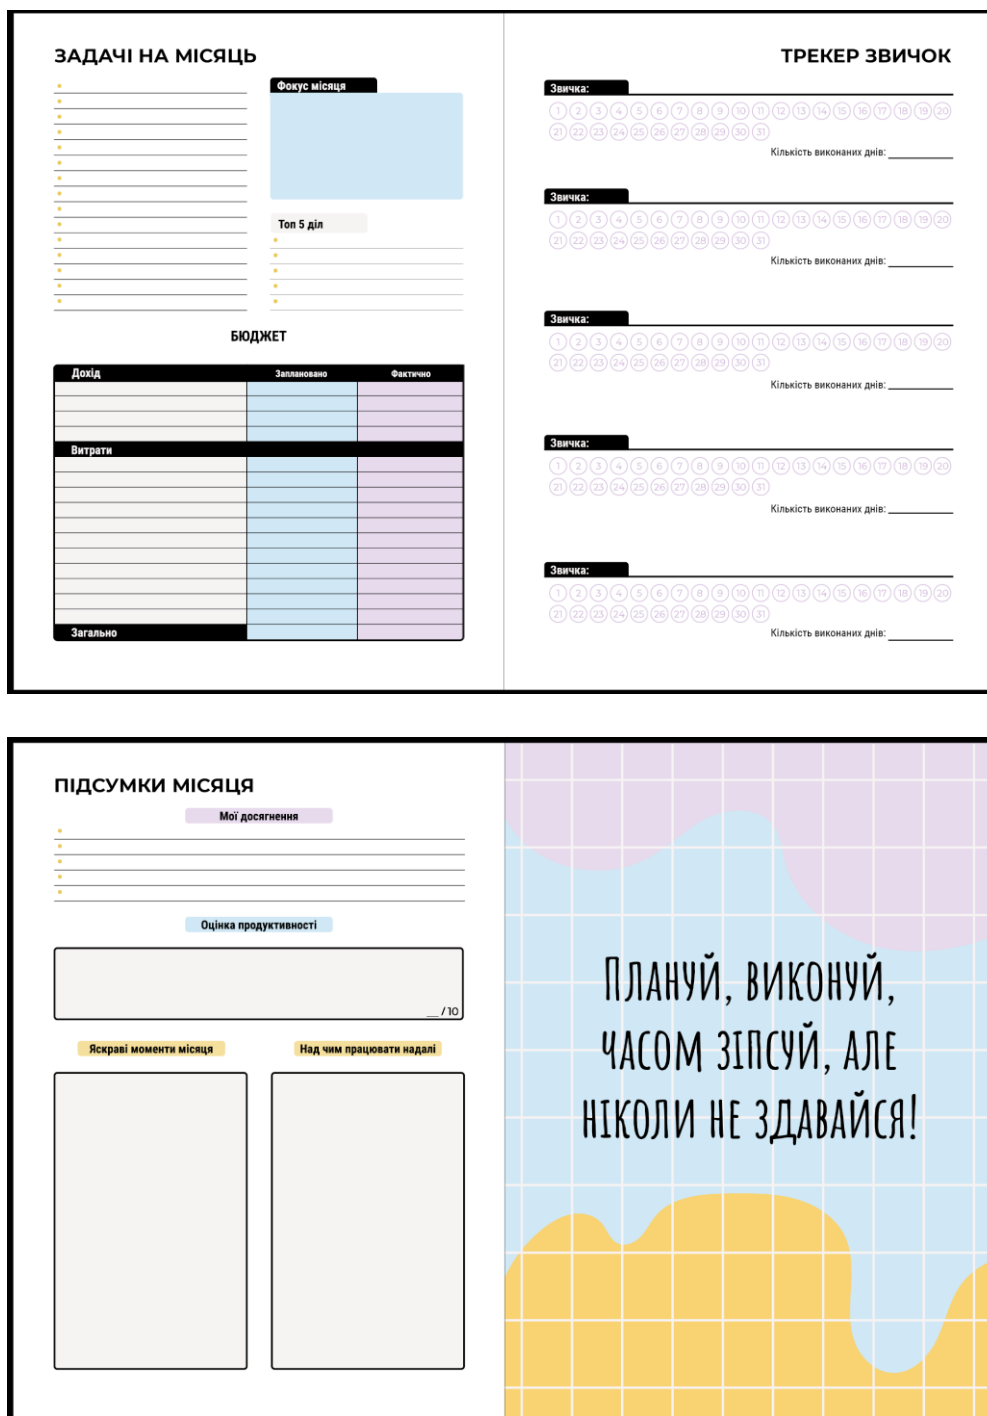 ЗАДАЧІ НА МІСЯЦЬ
Фокус місяця
Топ 5 діл
БЮДЖЕТ
Дохід Заплановано Фактично
Витрати
Загально
ТРЕКЕР ЗВИЧОК
Звичка:
1 2 3 4 5 6 7 8 9 10 11 12 13 14 15 16 17 18 19 20
21 22 23 24 25 26 27 28 29 30 31
Кількість виконаних днів: ____________
Звичка:
1 2 3 4 5 6 7 8 9 10 11 12 13 14 15 16 17 18 19 20
21 22 23 24 25 26 27 28 29 30 31
Кількість виконаних днів: ____________
Звичка:
1 2 3 4 5 6 7 8 9 10 11 12 13 14 15 16 17 18 19 20
21 22 23 24 25 26 27 28 29 30 31
Кількість виконаних днів: ____________
Звичка:
1 2 3 4 5 6 7 8 9 10 11 12 13 14 15 16 17 18 19 20
21 22 23 24 25 26 27 28 29 30 31
Кількість виконаних днів: ____________
Звичка:
1 2 3 4 5 6 7 8 9 10 11 12 13 14 15 16 17 18 19 20
21 22 23 24 25 26 27 28 29 30 31
Кількість виконаних днів: ____________
ПІДСУМКИ МІСЯЦЯ
Мої досягнення
Оцінка продуктивності
__ / 10
Яскраві моменти місяця
Над чим працювати надалі
Плануй, виконуй,
часом зіпсуй, але
ніколи не здавайся!